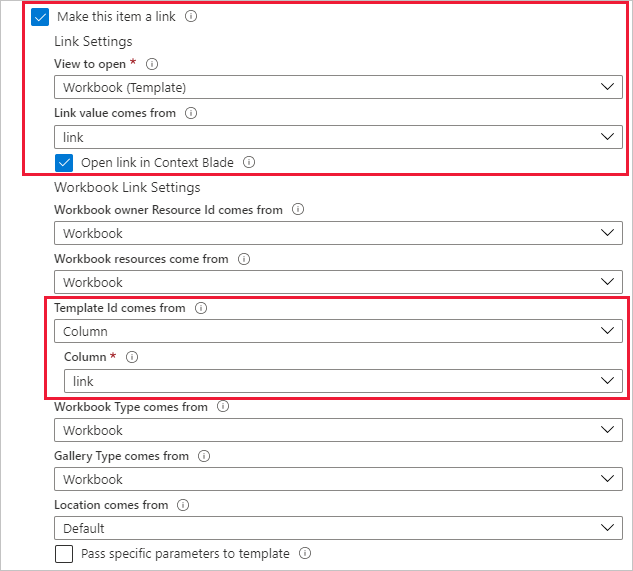 Make this item a link
Link Settings
View to open *
Workbook (Template)
Link value comes from
link
Open link in Context Blade
Workbook Link Settings
Workbook owner Resource Id comes from
Workbook
Workbook resources come from
Workbook
Template Id comes from
Column
Column *
link
Workbook Type comes from
Workbook
Gallery Type comes from
Workbook
Location comes from
Default
Pass specific parameters to template